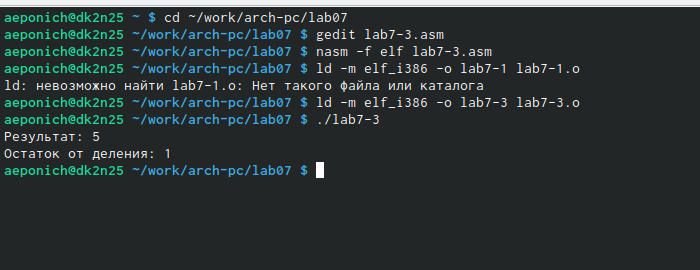 aeponich@dk2n25 ~ $ cd ~/work/arch-pc/lab07
aeponich@dk2n25 ~/work/arch-pc/lab07 $ gedit lab7-3.asm
aeponich@dk2n25 ~/work/arch-pc/lab07 $ nasm -f elf lab7-3.asm
aeponich@dk2n25 ~/work/arch-pc/lab07 $ ld -m elf_i386 -o lab7-1 lab7-1.o
ld: невозможно найти lab7-1.o: Нет такого файла или каталога
aeponich@dk2n25 ~/work/arch-pc/lab07 $ ld -m elf_i386 -o lab7-3 lab7-3.o
aeponich@dk2n25 ~/work/arch-pc/lab07 $ ./lab7-3
Результат: 5
Остаток от деления: 1
aeponich@dk2n25 ~/work/arch-pc/lab07 $